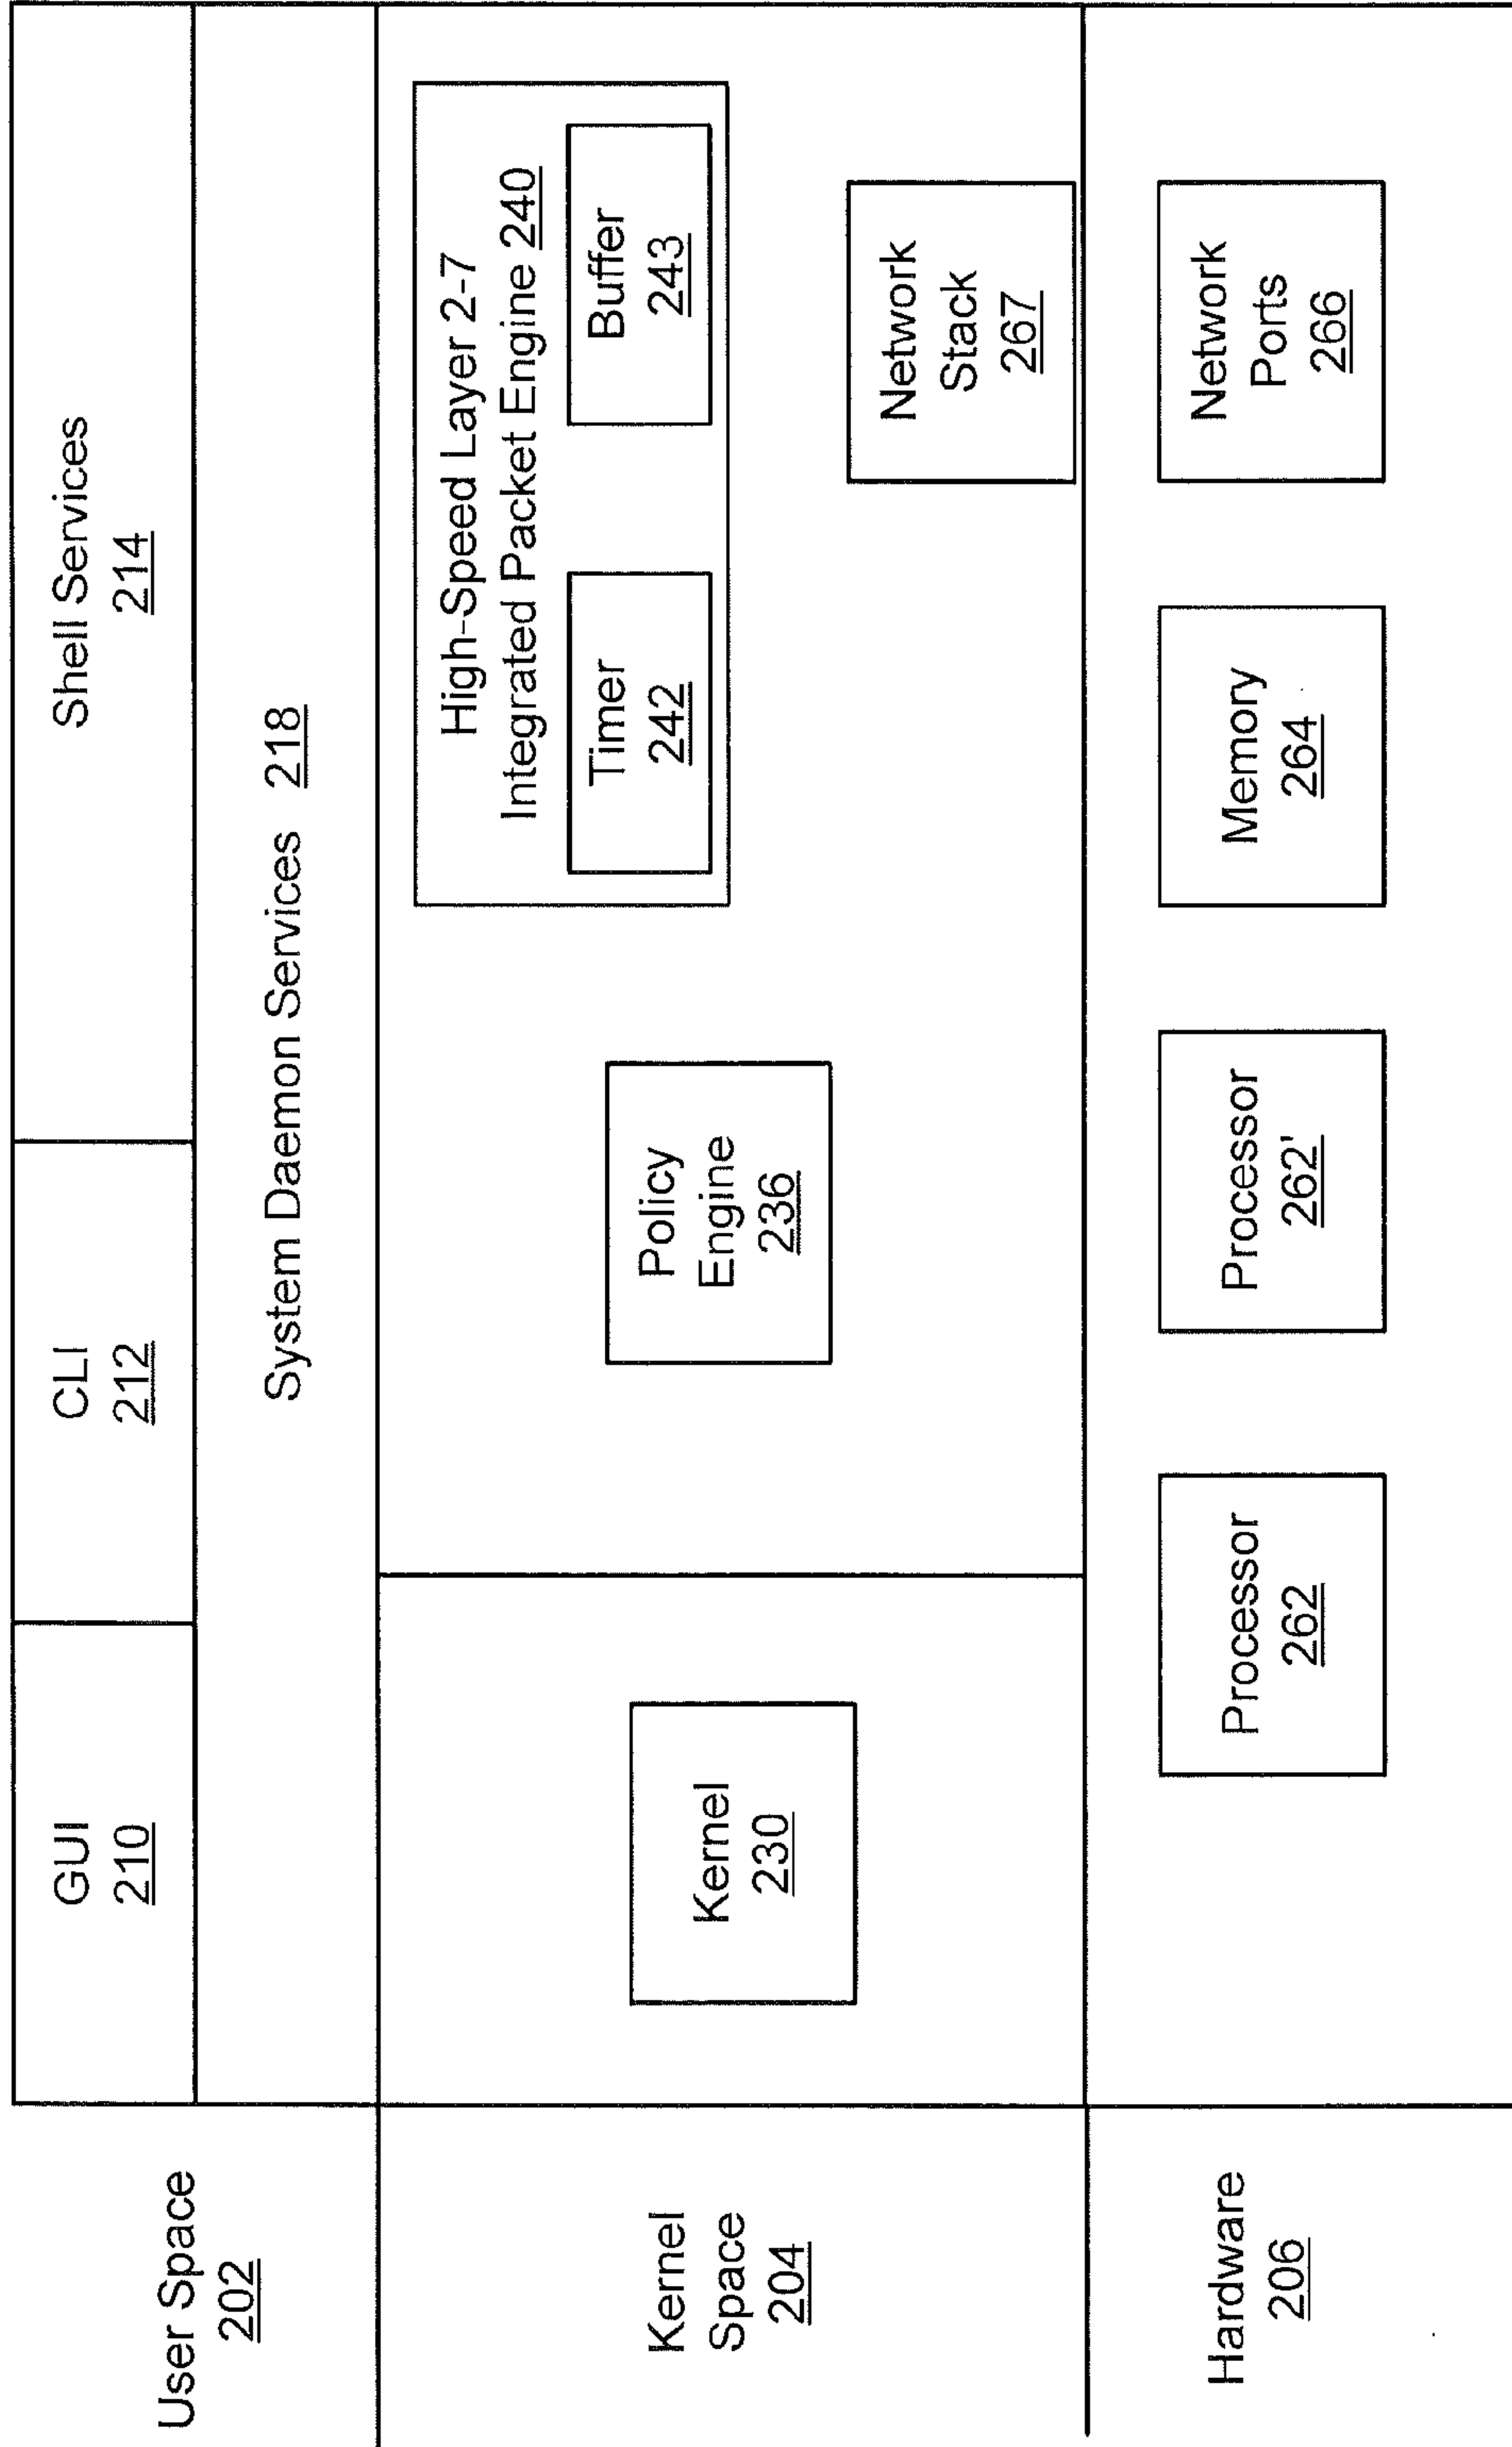 User Space
202
GUI
210
CLI
212
Shell Services
214
System Daemon Services 218
Kernel
Space
204
Kernel
230
Policy
Engine
236
High-Speed Layer 2-7
Integrated Packet Engine 240
Timer
242
Buffer
243
Network
Stack
267
Hardware
206
Processor
262
Processor
262'
Memory
264
Network
Ports
266